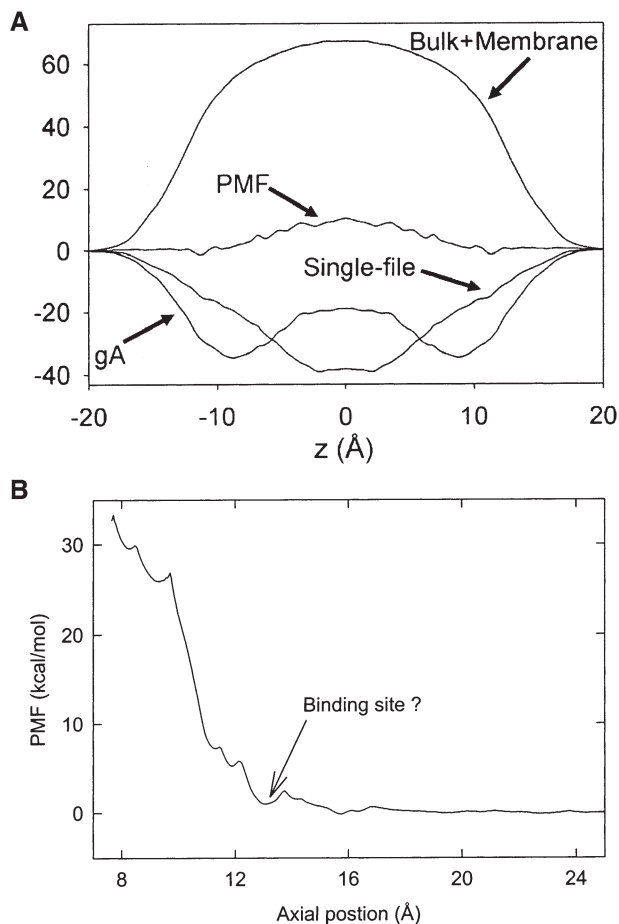 A
Bulk+Membrane
60
40
PMF
20
0
Single-file
-20
gA
-40
-20 -10 0 10 20
z (Å)
B
30
PMF (kcal/mol)
20
Binding site ?
10
0
8 12 16 20 24
Axial postion (Å)